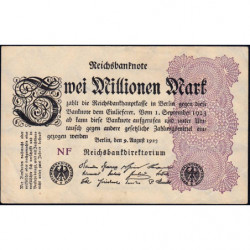 Reichsbanknote
Zwei Millionen Mark
zahlt die Reichsbankhauptkasse in Berlin gegen diese
Banknote dem Einlieferer. Vom 1. September 1923
ab kann diese Banknote aufgerufen und unter Um-
tausch gegen andere gesetzliche Zahlungsmittel ein-
gezogen werden
Berlin, den 9. August 1923
NF Reichsbankdirektorium